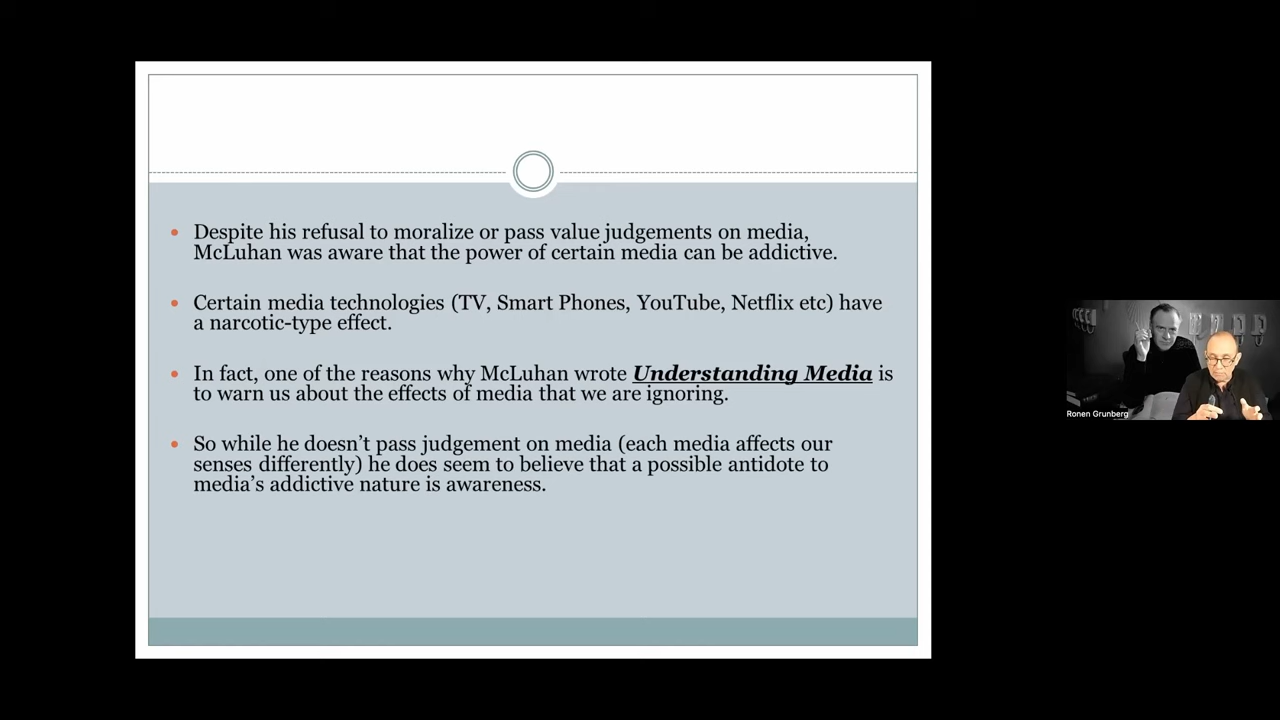 Despite his refusal to moralize or pass value judgements on media,
McLuhan was aware that the power of certain media can be addictive.
Certain media technologies (TV, Smart Phones, YouTube, Netflix etc) have
a narcotic-type effect.
In fact, one of the reasons why McLuhan wrote Understanding Media is
to warn us about the effects of media that we are ignoring.
So while he doesn’t pass judgement on media (each media affects our
senses differently) he does seem to believe that a possible antidote to
media’s addictive nature is awareness.
Ronen Grunberg